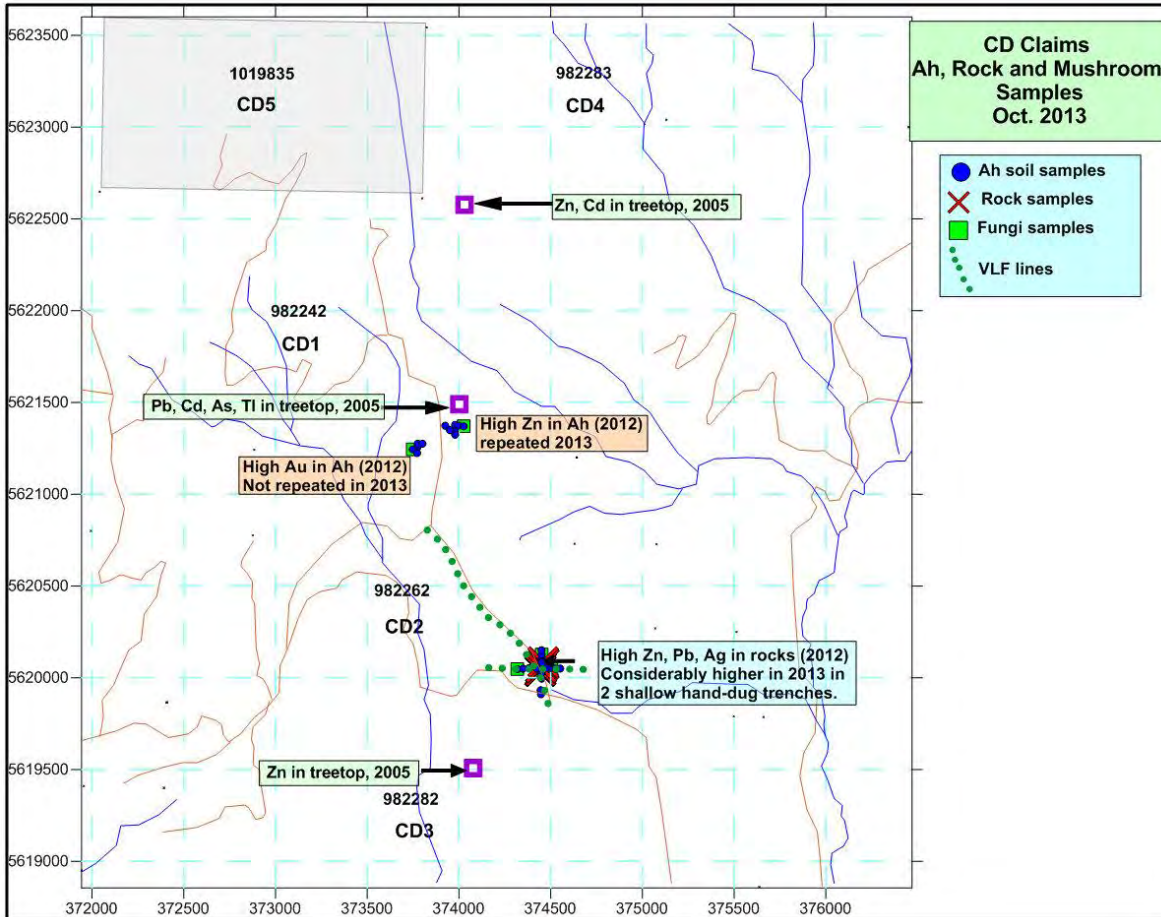 CD Claims
Ah, Rock and Mushroom
Samples
Oct. 2013
Ah soil samples
Rock samples
Fungi samples
VLF lines
5623500
5623000
5622500
5622000
5621500
5621000
5620500
5620000
5619500
5619000
1019835
CD5
982283
CD4
Zn, Cd in treetop, 2005
982242
CD1
Pb, Cd, As, Tl in treetop, 2005
High Zn in Ah (2012)
repeated 2013
High Au in Ah (2012)
Not repeated in 2013
982262
CD2
High Zn, Pb, Ag in rocks (2012)
Considerably higher in 2013 in
2 shallow hand-dug trenches.
Zn in treetop, 2005
982282
CD3
372000 372500 373000 373500 374000 374500 375000 375500 376000